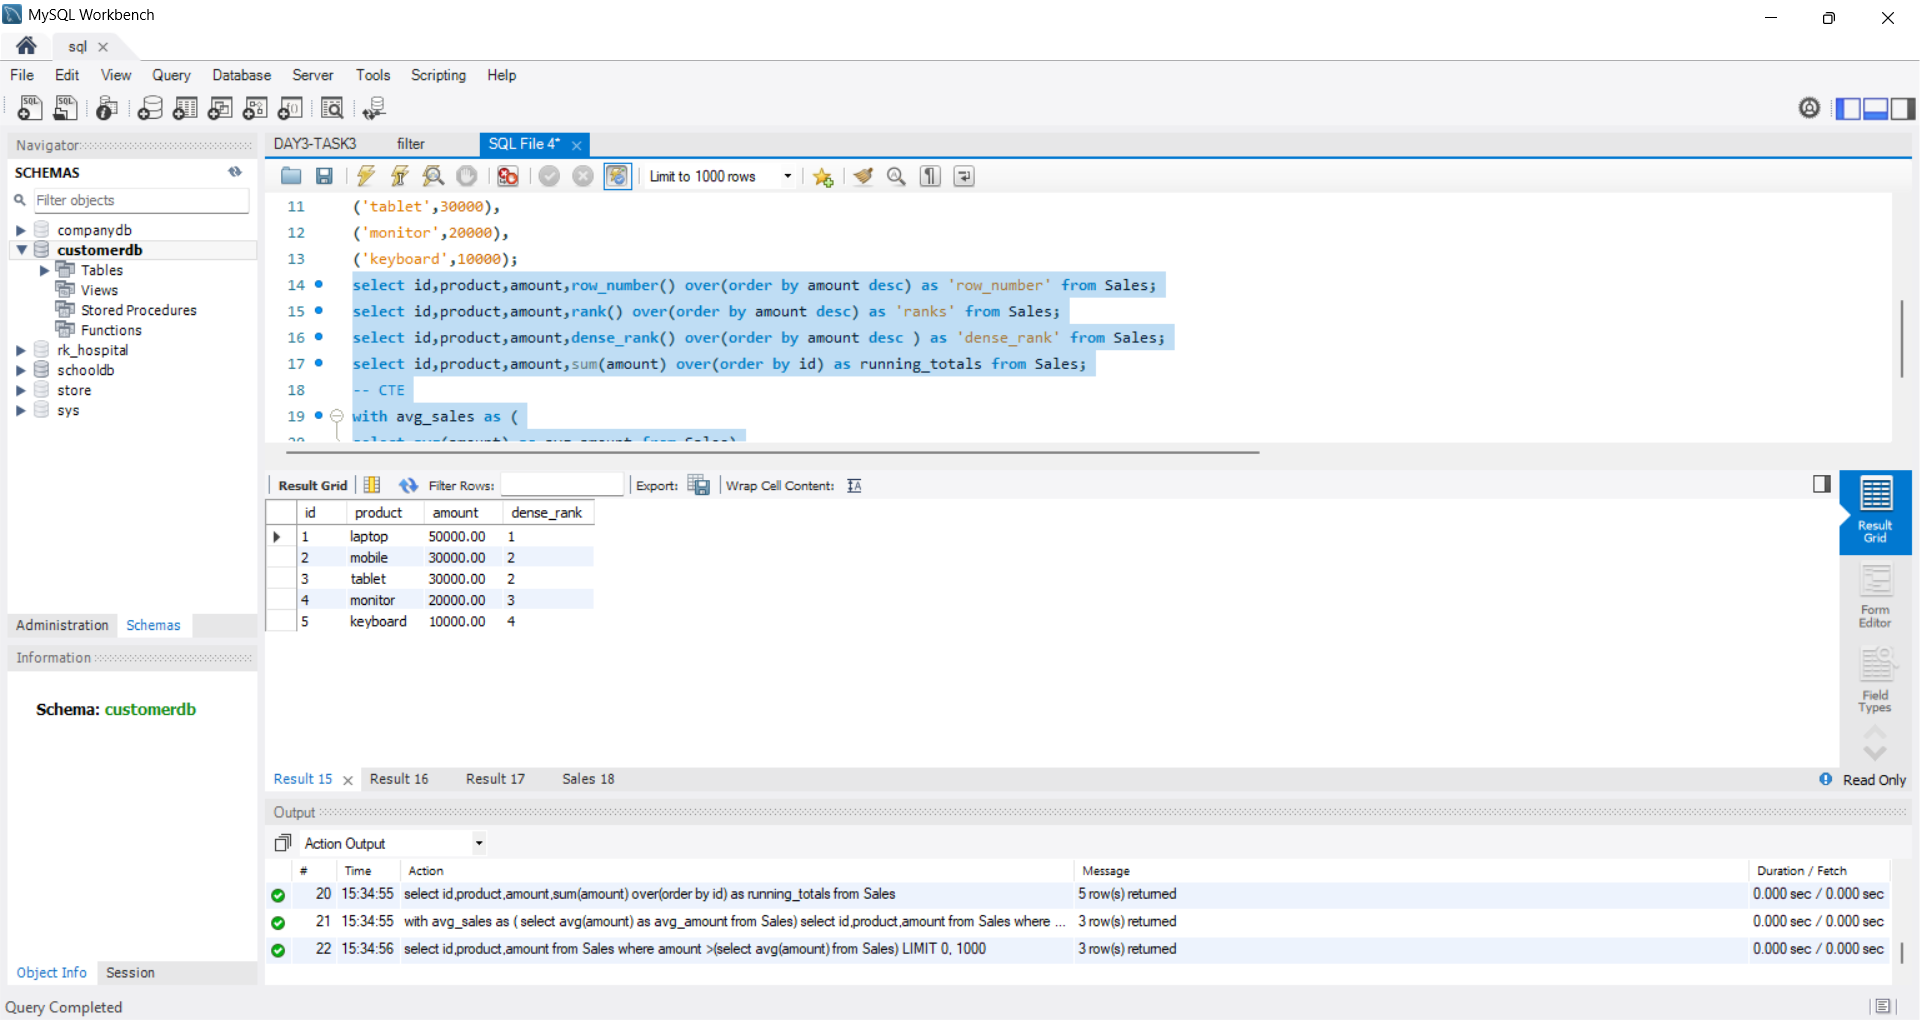 MySQL Workbench
sql
File Edit View Query Database Server Tools Scripting Help
Navigator
SCHEMAS
Filter objects
companydb
customerdb
Tables
Views
Stored Procedures
Functions
rk_hospital
schooldb
store
sys
Administration Schemas
Information
Schema: customerdb
Object Info Session
Query Completed
DAY3-TASK3 filter SQL File 4*
Limit to 1000 rows
11 ('tablet',30000),
12 ('monitor',20000),
13 ('keyboard',10000);
14 select id,product,amount,row_number() over(order by amount desc) as 'row_number' from Sales;
15 select id,product,amount,rank() over(order by amount desc) as 'ranks' from Sales;
16 select id,product,amount,dense_rank() over(order by amount desc ) as 'dense_rank' from Sales;
17 select id,product,amount,sum(amount) over(order by id) as running_totals from Sales;
18 -- CTE
19 with avg_sales as (
20 select avg(amount) as avg_amount from Sales)
Result Grid Filter Rows: Export: Wrap Cell Content:
id product amount dense_rank
1 laptop 50000.00 1
2 mobile 30000.00 2
3 tablet 30000.00 2
4 monitor 20000.00 3
5 keyboard 10000.00 4
Result Grid
Form Editor
Field Types
Result 15 Result 16 Result 17 Sales 18
Read Only
Output
Action Output
# Time Action Message Duration / Fetch
20 15:34:55 select id,product,amount,sum(amount) over(order by id) as running_totals from Sales 5 row(s) returned 0.000 sec / 0.000 sec
21 15:34:55 with avg_sales as ( select avg(amount) as avg_amount from Sales) select id,product,amount from Sales where ... 3 row(s) returned 0.000 sec / 0.000 sec
22 15:34:56 select id,product,amount from Sales where amount >(select avg(amount) from Sales) LIMIT 0, 1000 3 row(s) returned 0.000 sec / 0.000 sec